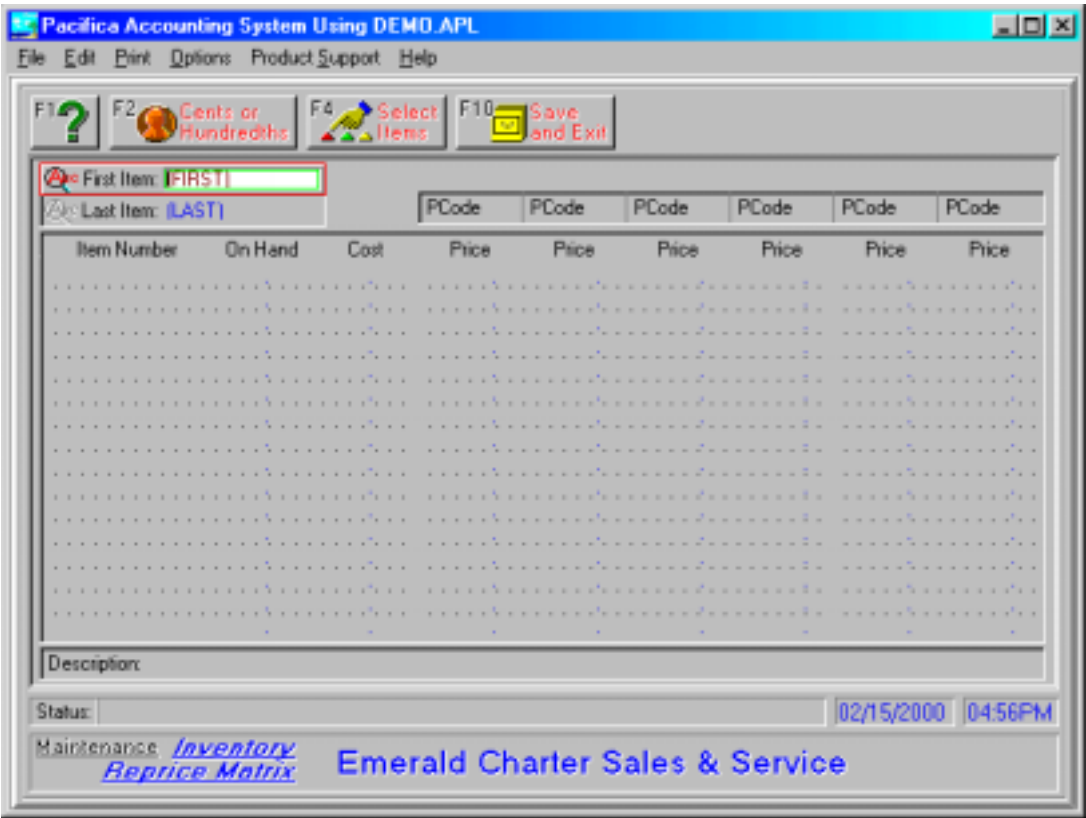 Pacifica Accounting System Using DEMO.APL
File Edit Print Options Product Support Help
F1 F2 Cents or Hundredths F4 Select Items F10 Save and Exit
First Item: [FIRST]
Last Item: [LAST] PCode PCode PCode PCode PCode PCode
Item Number On Hand Cost Price Price Price Price Price Price
Description:
Status: 02/15/2000 04:56PM
Maintenance Inventory
Reprice Matrix
Emerald Charter Sales & Service